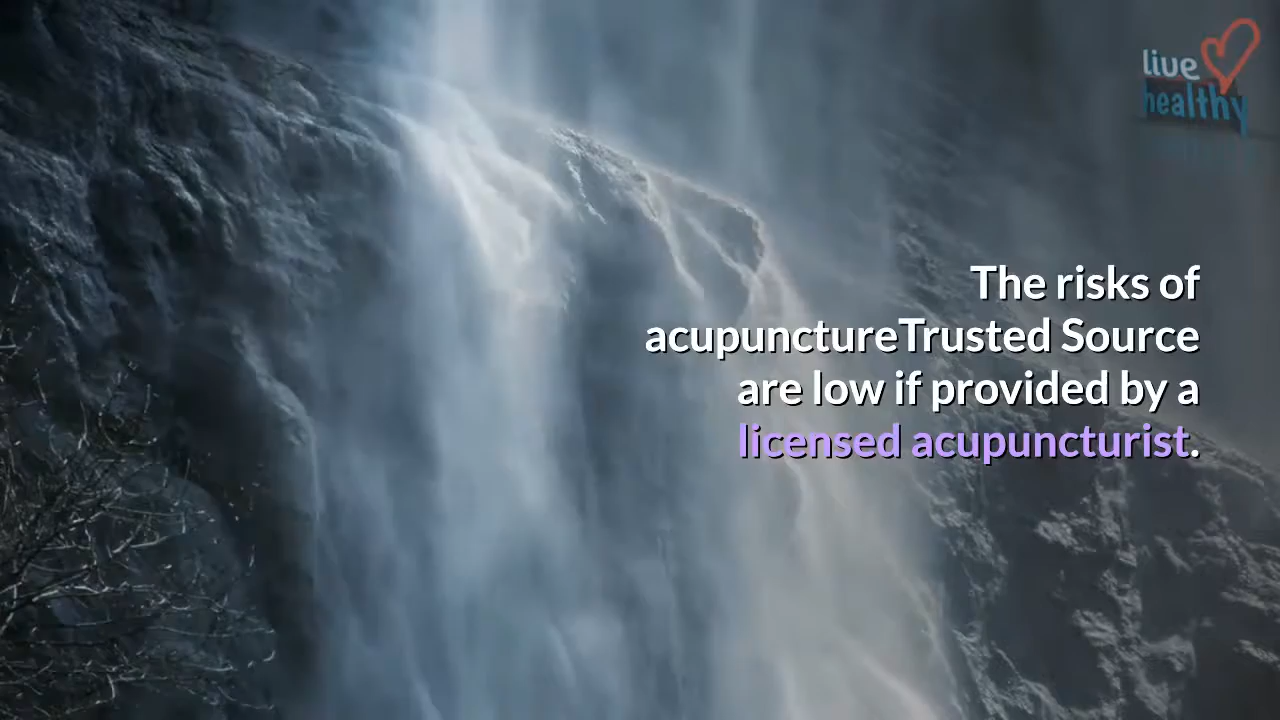 live
healthy
The risks of
acupunctureTrusted Source
are low if provided by a
licensed acupuncturist.